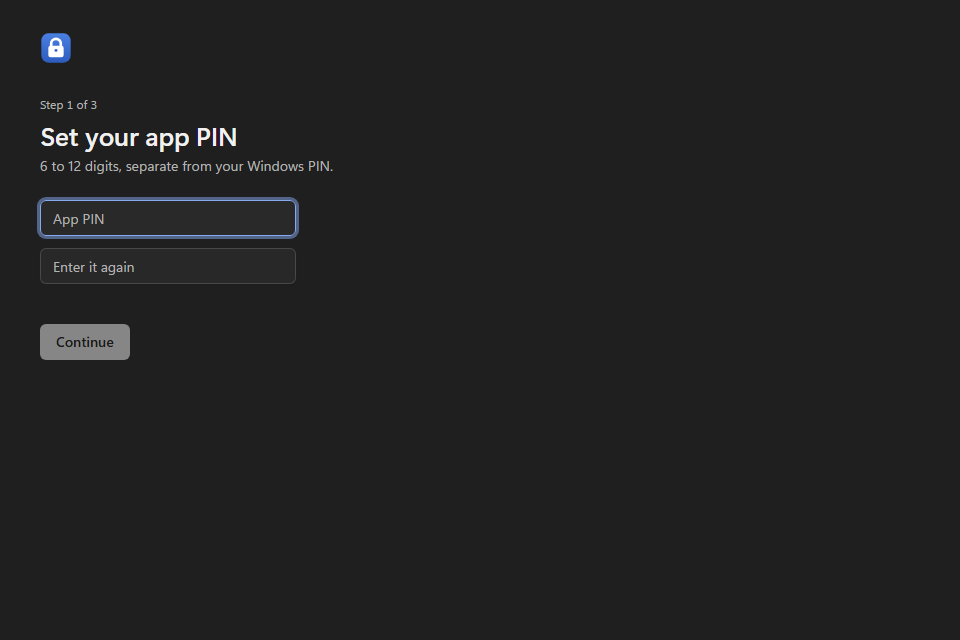 Step 1 of 3
Set your app PIN
6 to 12 digits, separate from your Windows PIN.
App PIN
Enter it again
Continue